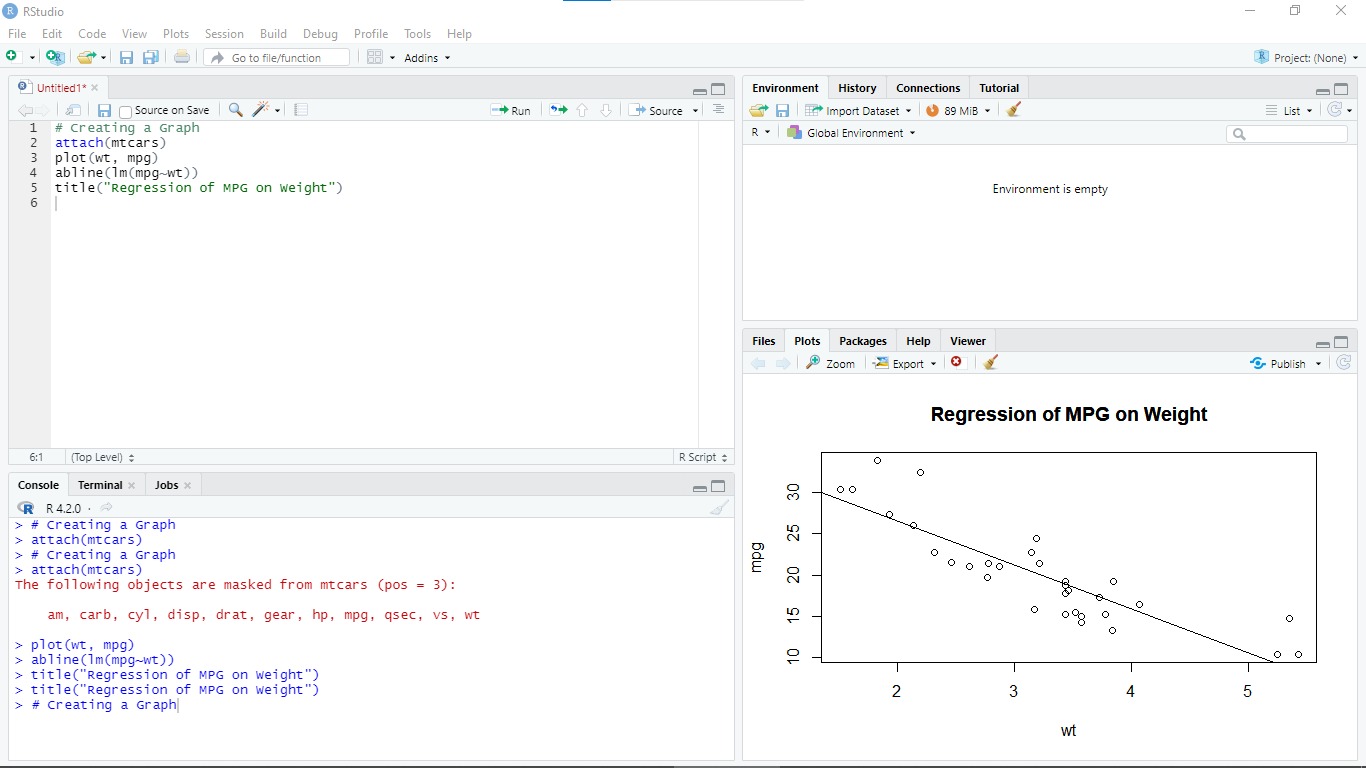 RStudio
File Edit Code View Plots Session Build Debug Profile Tools Help
Go to file/function Addins Project: (None)
Untitled1*
Source on Save Run Source
1 # Creating a Graph
2 attach(mtcars)
3 plot(wt, mpg)
4 abline(lm(mpg~wt))
5 title("Regression of MPG on Weight")
6
6:1 (Top Level) R Script
Console Terminal Jobs
R 4.2.0 ·
> # Creating a Graph
> attach(mtcars)
> # Creating a Graph
> attach(mtcars)
The following objects are masked from mtcars (pos = 3):
am, carb, cyl, disp, drat, gear, hp, mpg, qsec, vs, wt
> plot(wt, mpg)
> abline(lm(mpg~wt))
> title("Regression of MPG on Weight")
> title("Regression of MPG on Weight")
> # Creating a Graph
Environment History Connections Tutorial
Import Dataset 89 MiB List
R Global Environment
Environment is empty
Files Plots Packages Help Viewer
Zoom Export Publish
Regression of MPG on Weight
mpg
30
25
20
15
10
2 3 4 5
wt